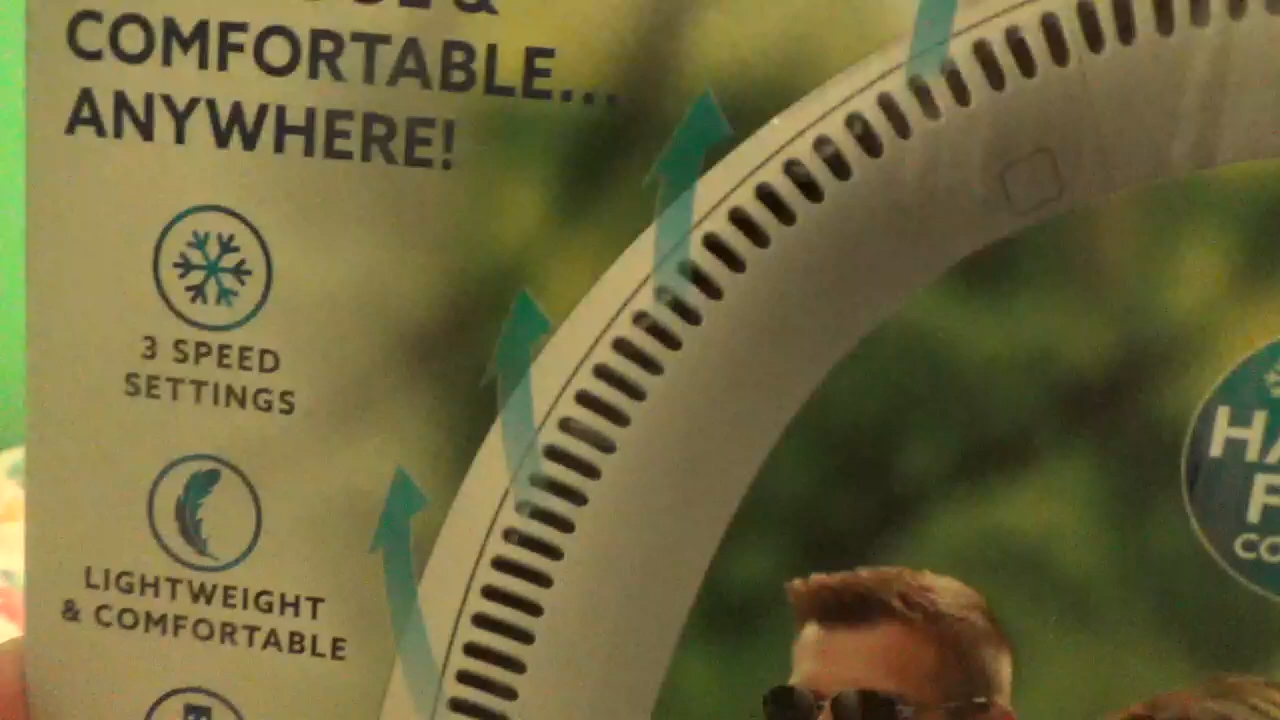 &
COMFORTABLE...
ANYWHERE!
3 SPEED
SETTINGS
LIGHTWEIGHT
& COMFORTABLE